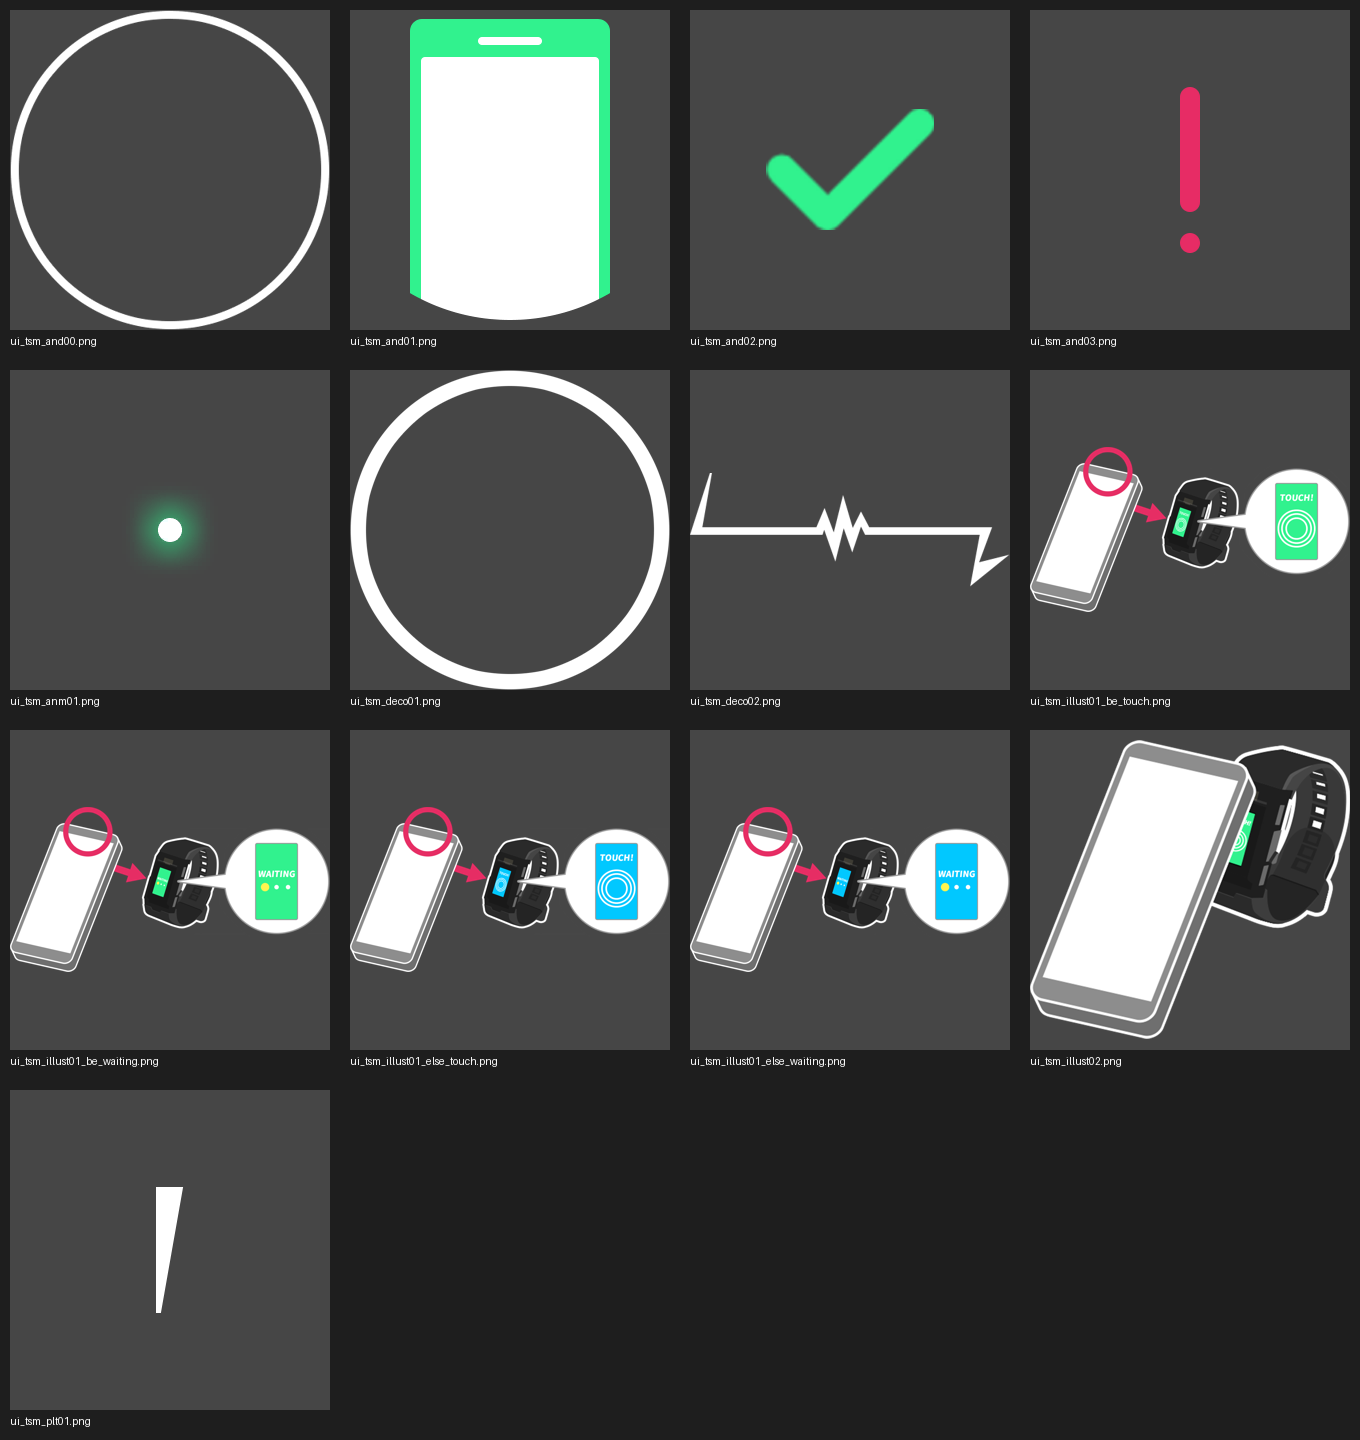 ui_tsm_and00.png
ui_tsm_and01.png
ui_tsm_and02.png
ui_tsm_and03.png
TOUCH!
ui_tsm_anm01.png
ui_tsm_deco01.png
ui_tsm_deco02.png
ui_tsm_illust01_be_touch.png
WAITING
TOUCH!
WAITING
ui_tsm_illust01_be_waiting.png
ui_tsm_illust01_else_touch.png
ui_tsm_illust01_else_waiting.png
ui_tsm_illust02.png
ui_tsm_plt01.png